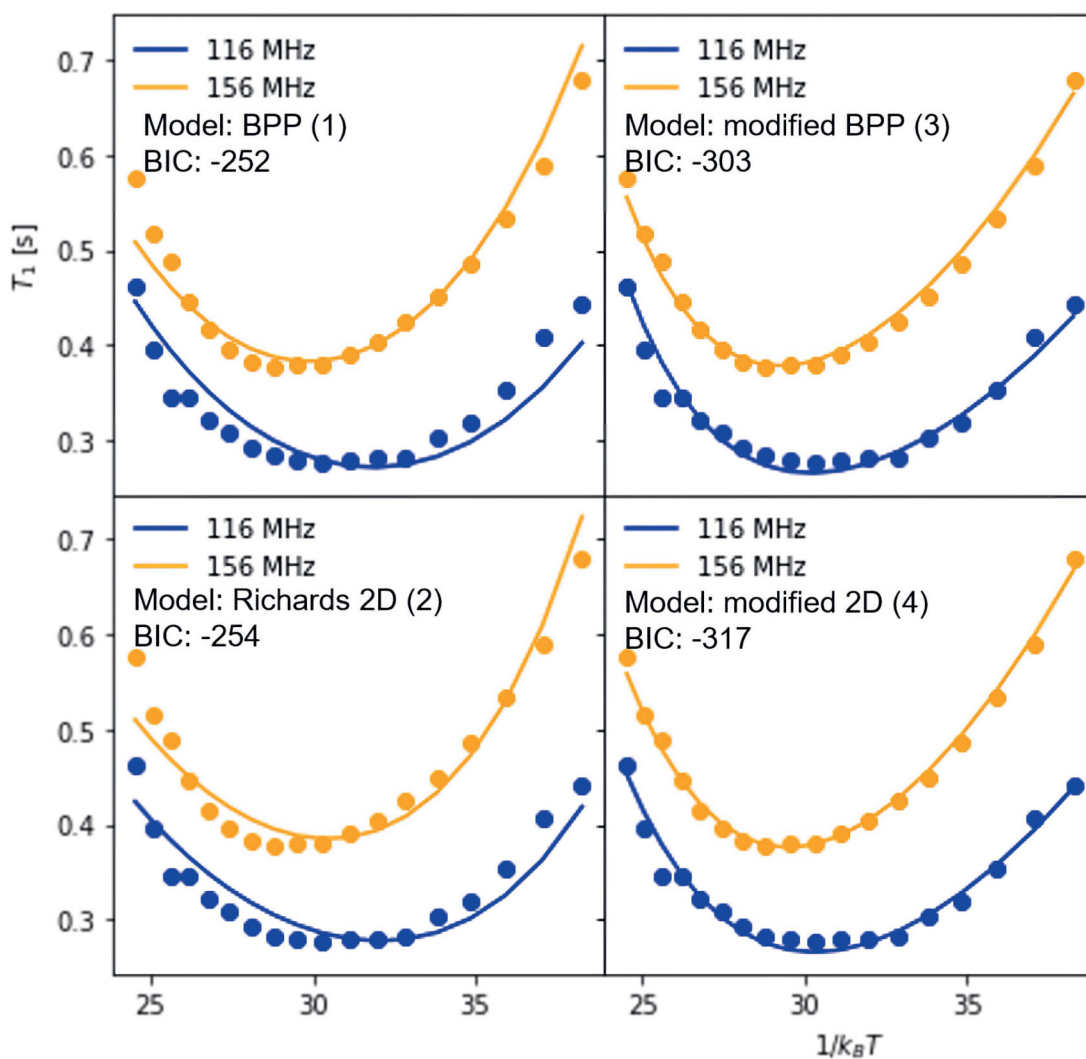 116 MHz
156 MHz
Model: BPP (1)
BIC: -252
116 MHz
156 MHz
Model: modified BPP (3)
BIC: -303
0.7
0.6
0.5
0.4
0.3
T₁ [s]
116 MHz
156 MHz
Model: Richards 2D (2)
BIC: -254
116 MHz
156 MHz
Model: modified 2D (4)
BIC: -317
0.7
0.6
0.5
0.4
0.3
25
30
35
25
30
35
1/k_BT